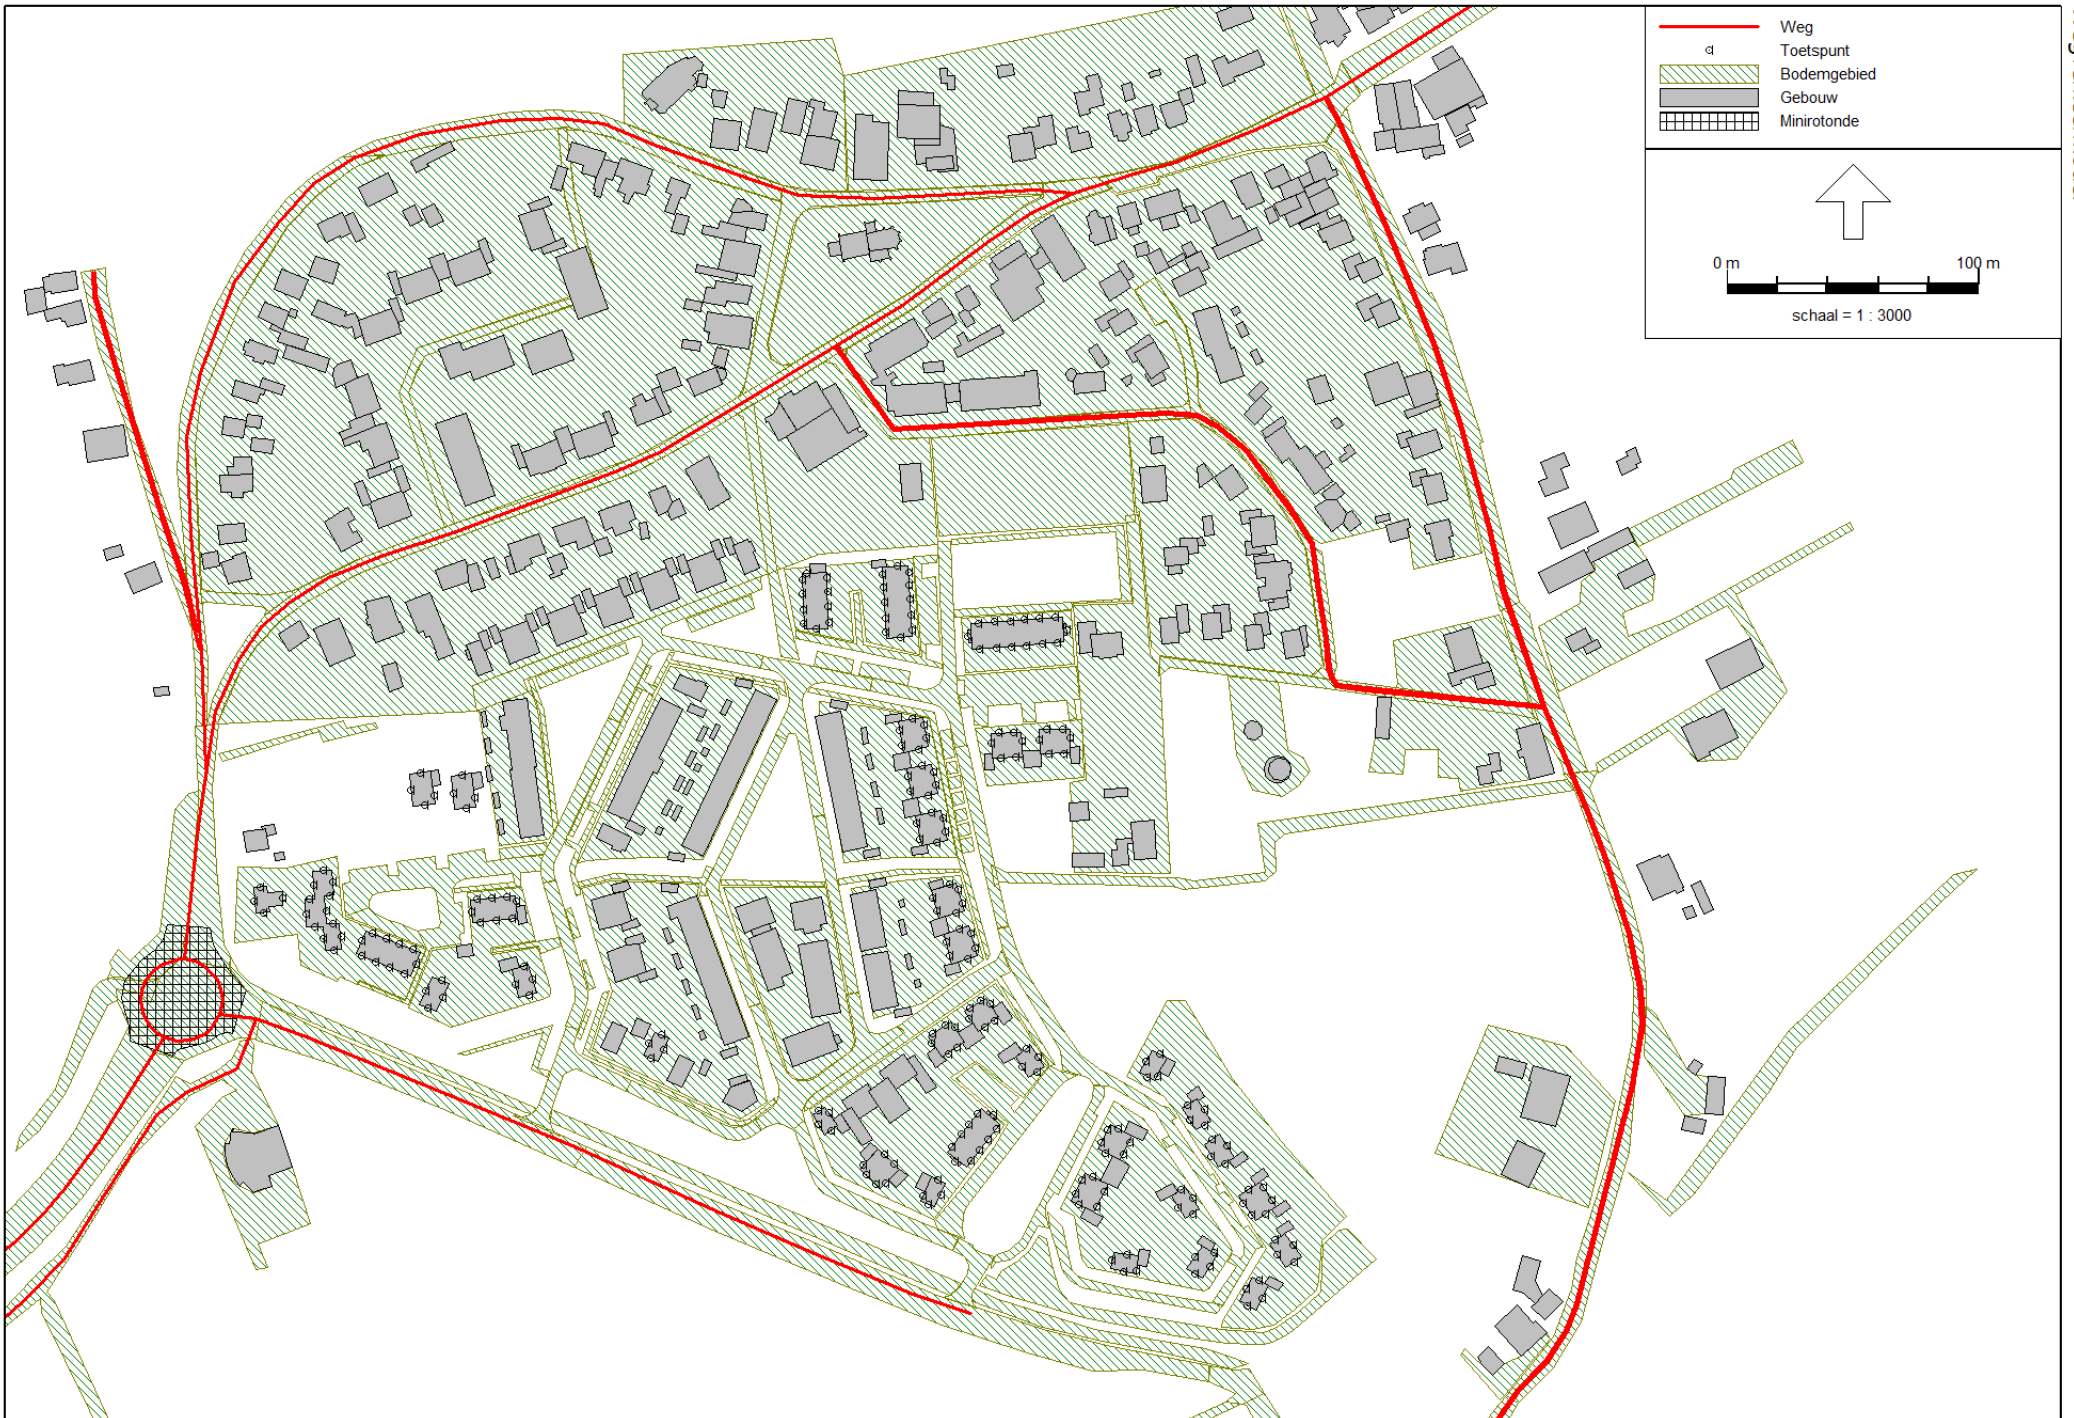 Weg
Toetspunt
Bodemgebied
Gebouw
Minirotonde
0 m 100 m
schaal = 1 : 3000